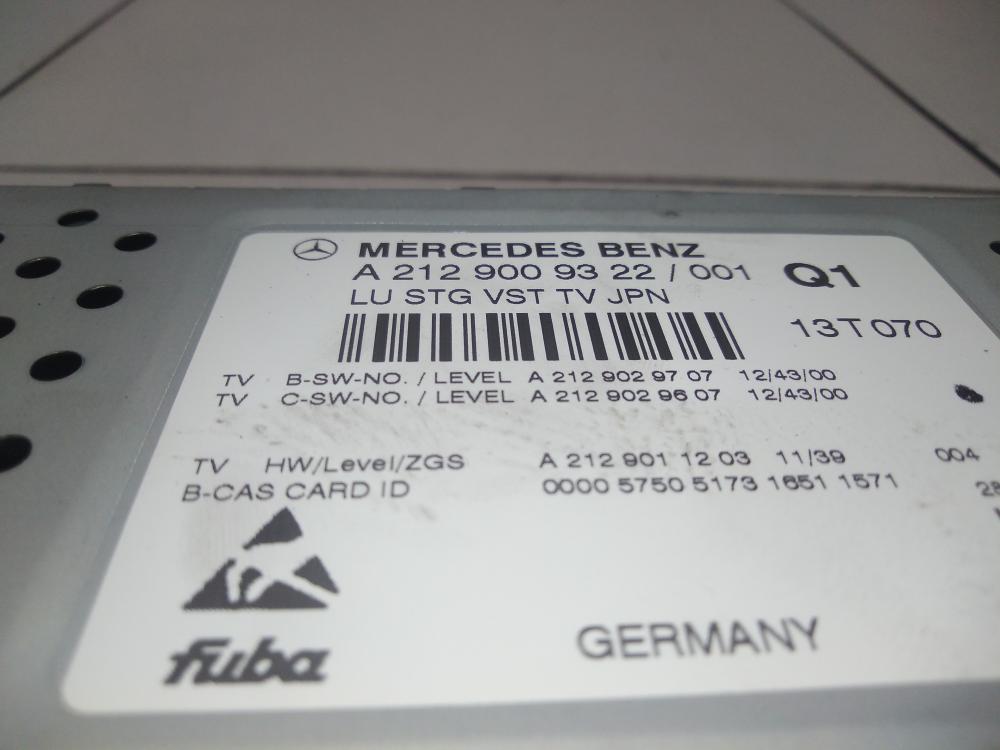 MERCEDES BENZ
A 212 900 93 22 / 001 Q1
LU STG VST TV JPN
13T070
TV B-SW-NO. / LEVEL A 212 902 97 07 12/43/00
TV C-SW-NO. / LEVEL A 212 902 96 07 12/43/00
TV HW/Level/ZGS A 212 901 12 03 11/39 004
B-CAS CARD ID 0000 5750 5173 1651 1571
fuba
GERMANY